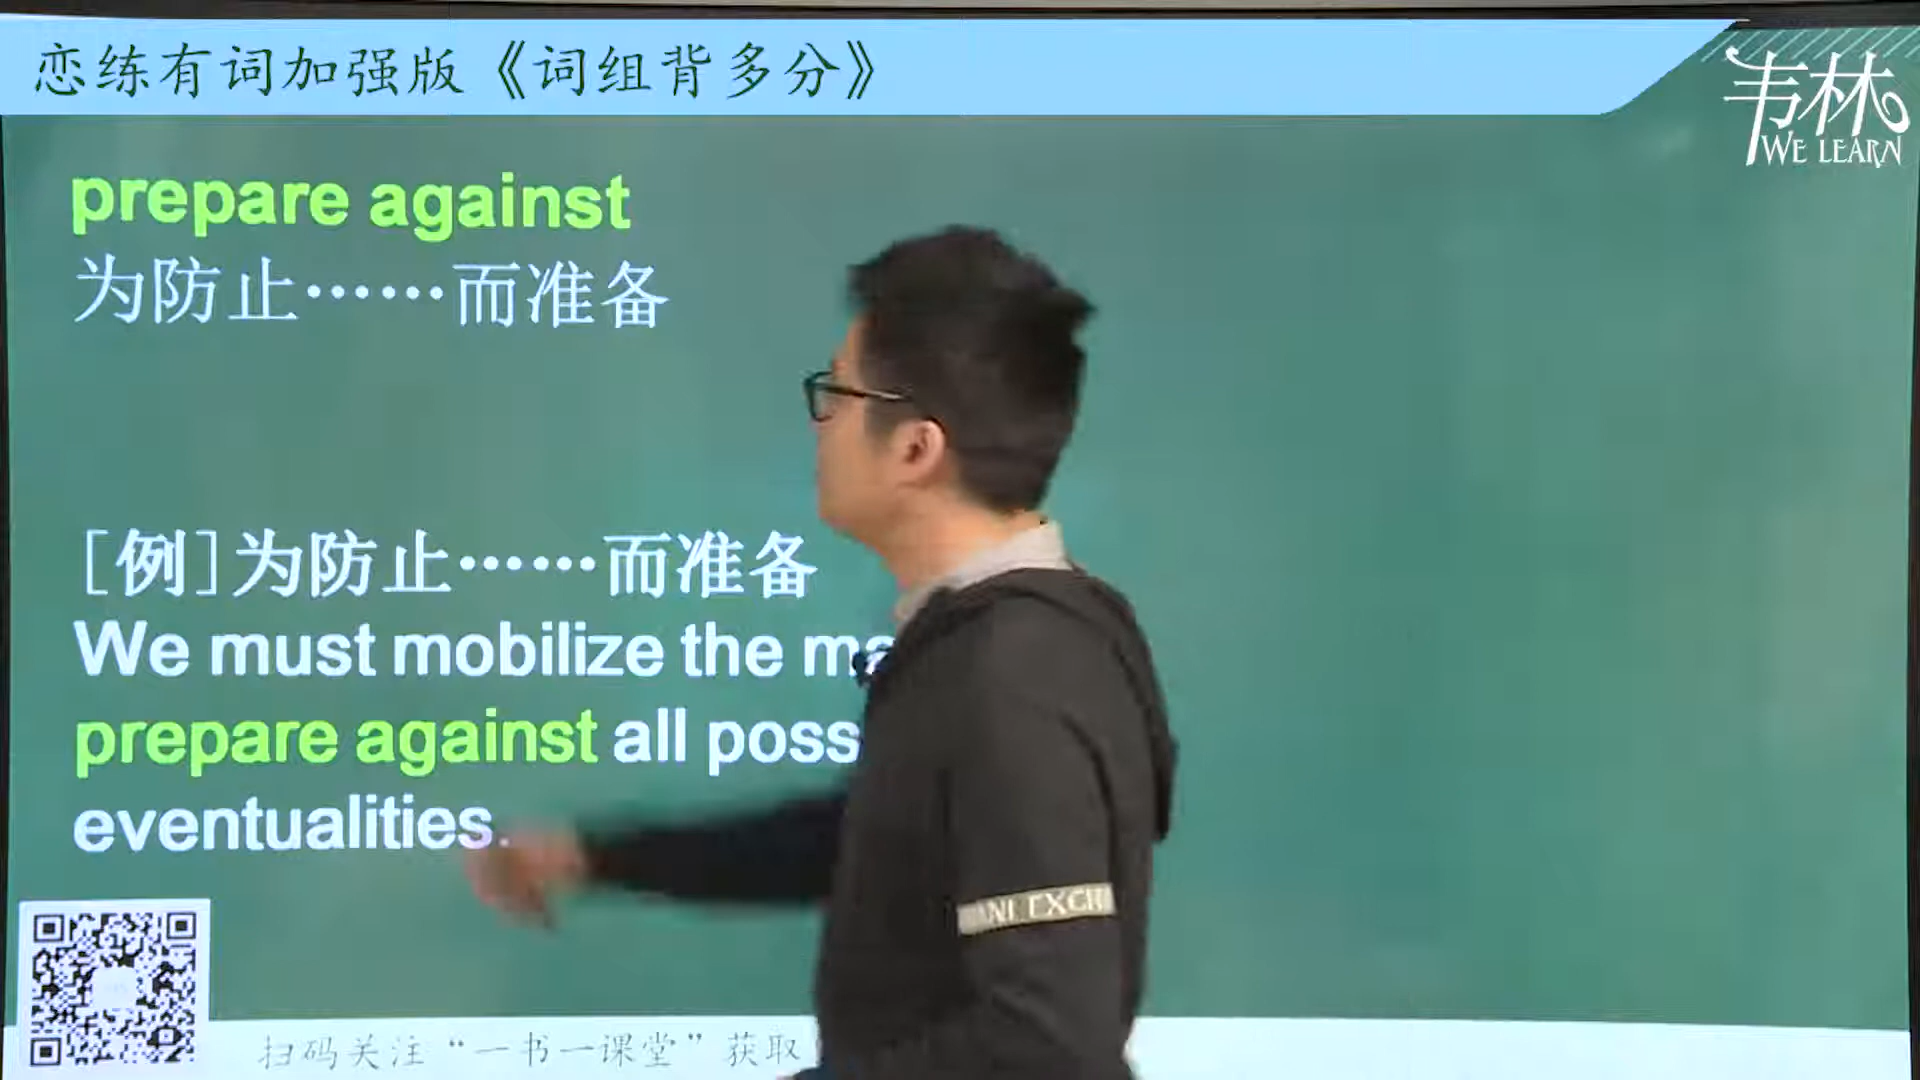 恋练有词加强版《词组背多分》
韦林
WE LEARN
prepare against
为防止……而准备
[例]为防止……而准备
We must mobilize the
prepare against all
eventualities.
扫码关注“一书一课堂”获取